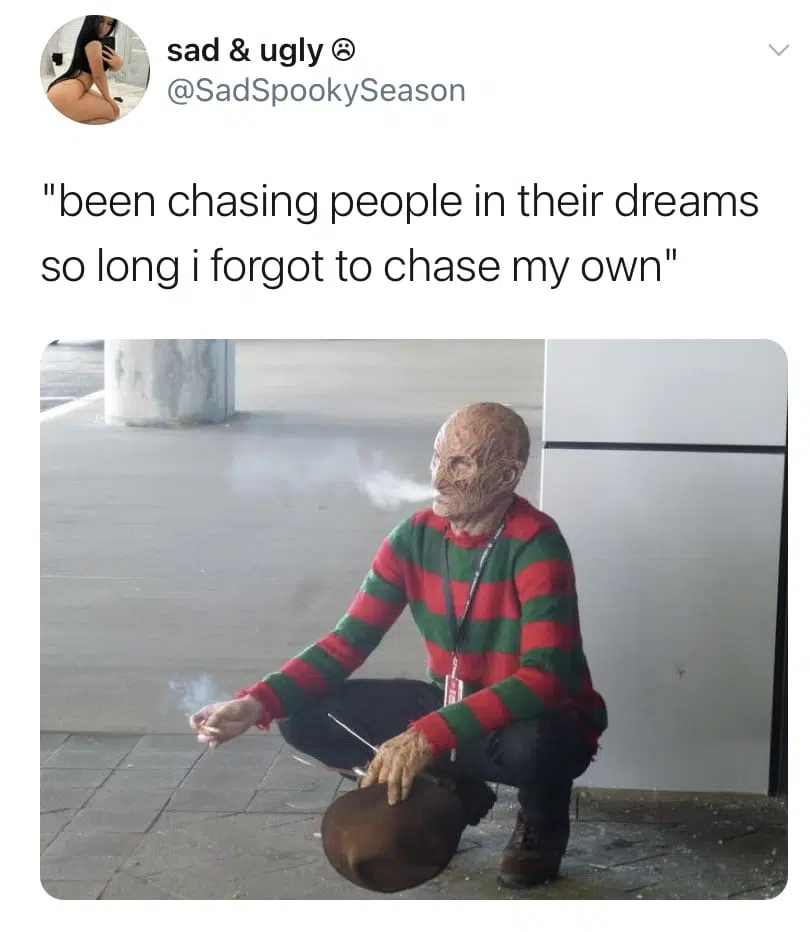 sad & ugly ☹
@SadSpookySeason
"been chasing people in their dreams
so long i forgot to chase my own"